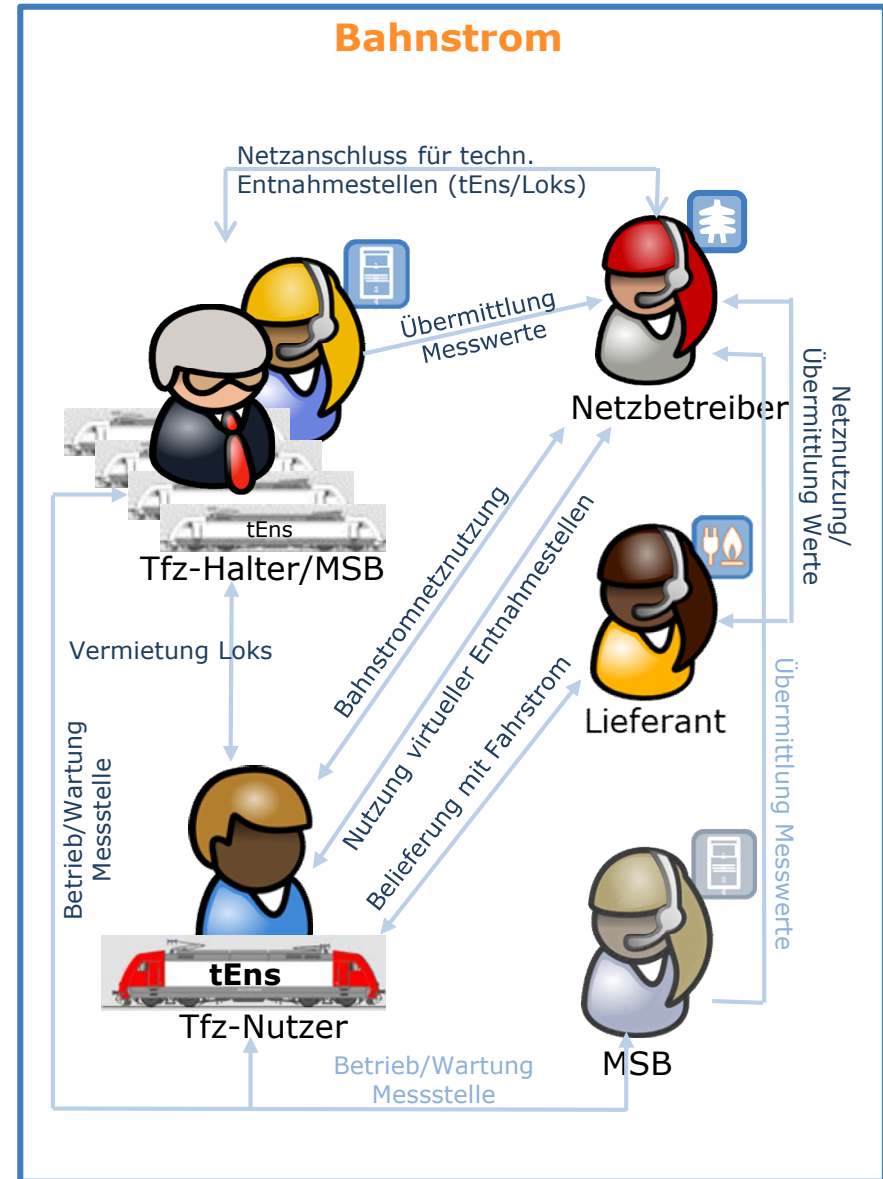 Bahnstrom
Netzanschluss für techn.
Entnahmestellen (tEns/Loks)
Übermittlung
Messwerte
Netzbetreiber
Netznutzung/
Übermittlung Werte
tEns
Tfz-Halter/MSB
Vermietung Loks
Bahnstromnetznutzung
Nutzung virtueller Entnahmestellen
Belieferung mit Fahrstrom
Lieferant
Übermittlung Messwerte
Betrieb/Wartung
Messstelle
tEns
Tfz-Nutzer
MSB
Betrieb/Wartung
Messstelle